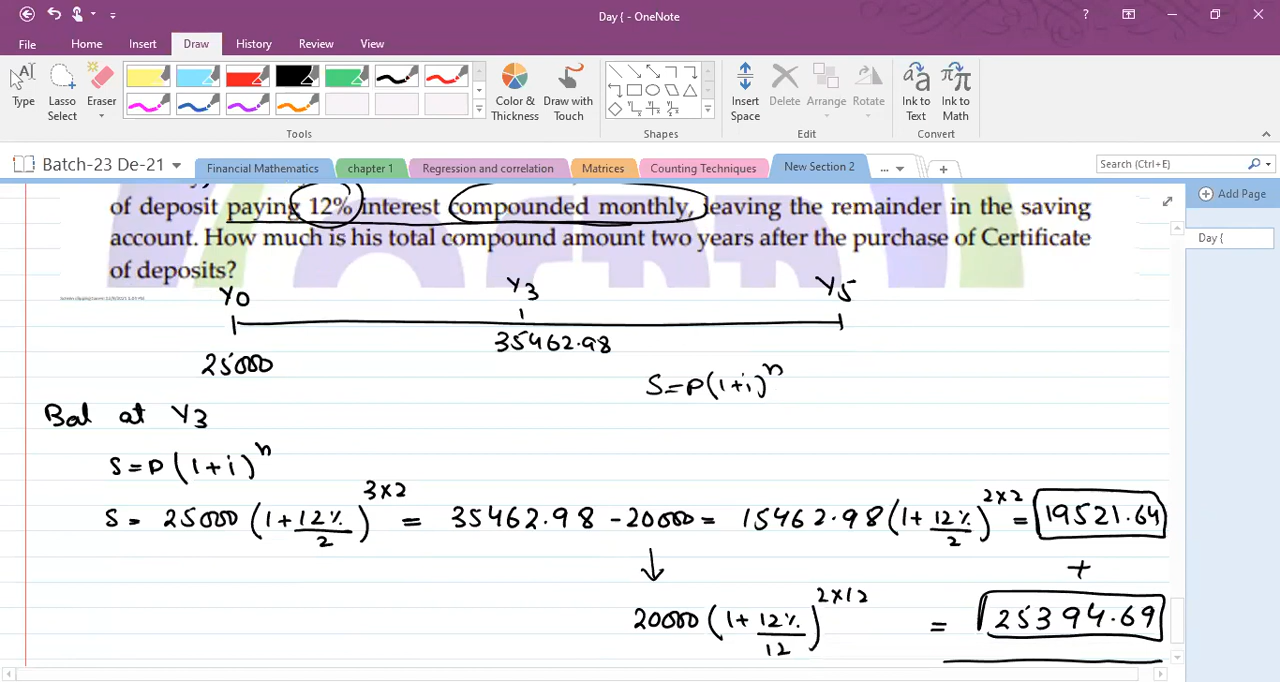 Day { - OneNote
File Home Insert Draw History Review View
Type Lasso Select Eraser Color & Thickness Draw with Touch Insert Space Delete Arrange Rotate Ink to Text Ink to Math
Tools Shapes Edit Convert
Batch-23 De-21 Financial Mathematics chapter 1 Regression and correlation Matrices Counting Techniques New Section 2 ... Search (Ctrl+E)
Add Page
Day {
of deposit paying 12% interest compounded monthly, leaving the remainder in the saving
account. How much is his total compound amount two years after the purchase of Certificate
of deposits?
Y0 Y3 Y5
35462.98
25000
S=P(1+i)^n
Bal at Y3
S=P(1+i)^n
S= 25000(1+12%/2)^3x2 = 35462.98 -20000= 15462.98(1+12%/2)^2x2 = 19521.64
↓ +
20000(1+12%/12)^2x12 = 25394.69